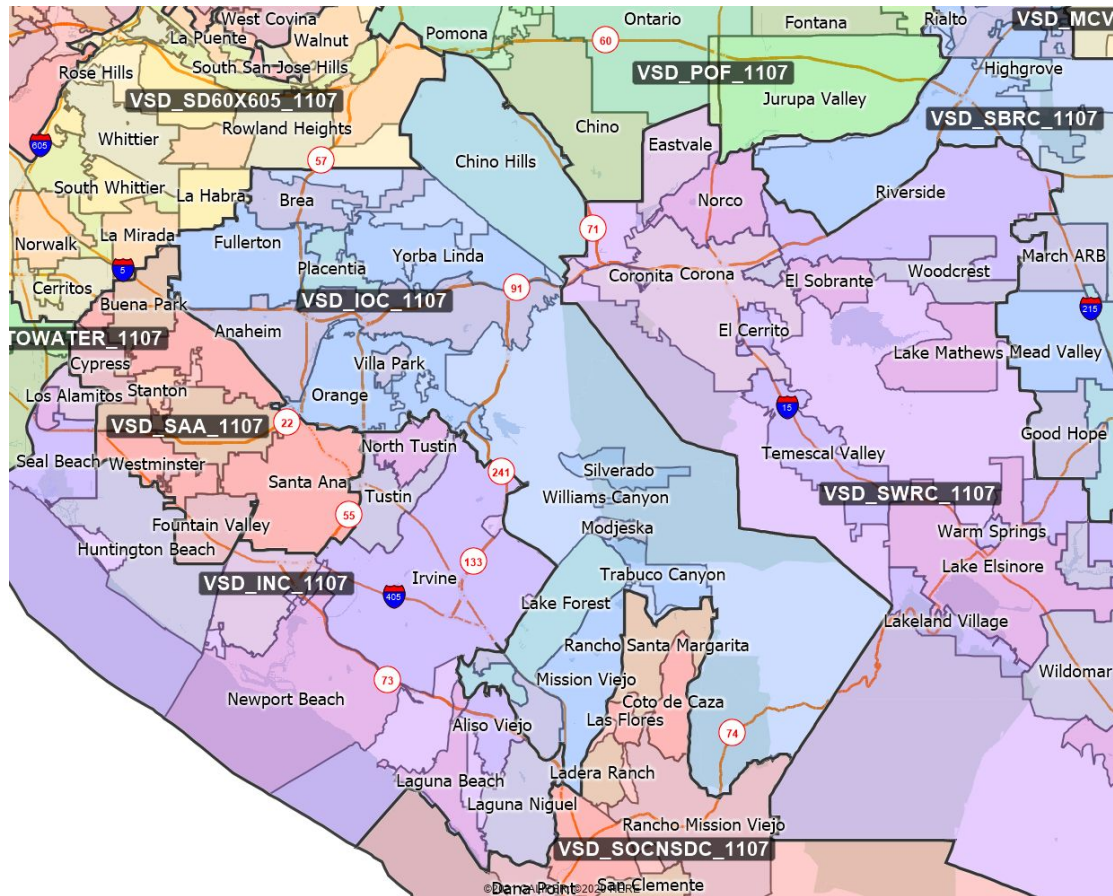 West Covina
Ontario
Fontana
Rialto
VSD_MCV
La Puente
Walnut
Pomona
60
South San Jose Hills
Highgrove
Rose Hills
VSD_POF_1107
VSD_SD60X605_1107
Jurupa Valley
VSD_SBRC_1107
Whittier
Rowland Heights
Chino
605
57
Eastvale
Chino Hills
South Whittier
La Habra
Brea
Norco
Riverside
La Mirada
71
Norwalk
Fullerton
Yorba Linda
March ARB
5
Placentia
Coronita
Corona
Woodcrest
El Sobrante
Cerritos
91
Buena Park
VSD_IOC_1107
215
Anaheim
El Cerrito
TOWATER_1107
Lake Mathews
Mead Valley
Cypress
Villa Park
Stanton
Los Alamitos
Orange
15
VSD_SAA_1107
22
Good Hope
North Tustin
Temescal Valley
Seal Beach
Westminster
241
Silverado
Santa Ana
Tustin
Williams Canyon
VSD_SWRC_1107
55
Fountain Valley
Modjeska
Warm Springs
Huntington Beach
133
Lake Elsinore
VSD_INC_1107
Irvine
Trabuco Canyon
405
Lake Forest
Lakeland Village
Rancho Santa Margarita
Wildomar
73
Mission Viejo
Newport Beach
Coto de Caza
Aliso Viejo
Las Flores
74
Ladera Ranch
Laguna Beach
Laguna Niguel
Rancho Mission Viejo
VSD_SOCNSDC_1107
Dana Point
San Clemente